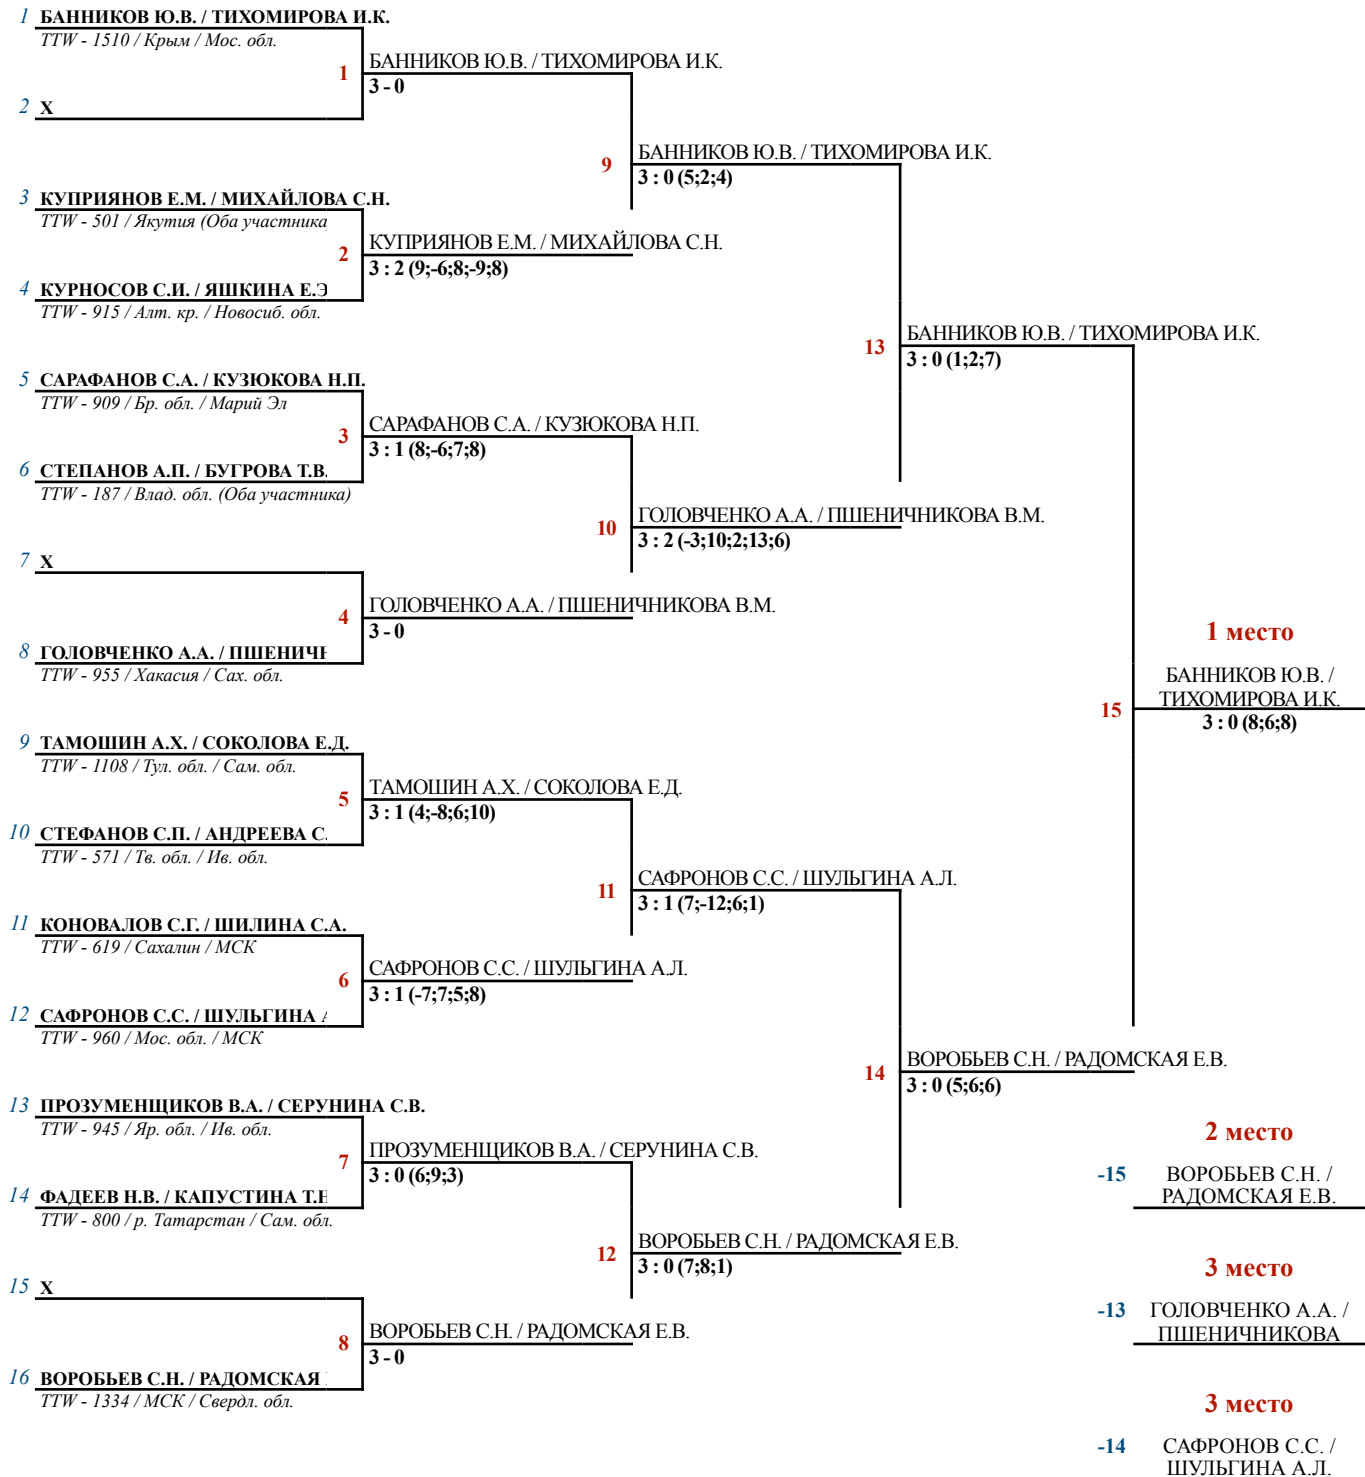 1 БАННИКОВ Ю.В. / ТИХОМИРОВА И.К.
TTW - 1510 / Крым / Мос. обл.
1
БАННИКОВ Ю.В. / ТИХОМИРОВА И.К.
3 - 0
2 X
9
БАННИКОВ Ю.В. / ТИХОМИРОВА И.К.
3 : 0 (5;2;4)
3 КУПРИЯНОВ Е.М. / МИХАЙЛОВА С.Н.
TTW - 501 / Якутия (Оба участника
2
КУПРИЯНОВ Е.М. / МИХАЙЛОВА С.Н.
3 : 2 (9;-6;8;-9;8)
4 КУРНОСОВ С.И. / ЯШКИНА Е.Э
TTW - 915 / Алт. кр. / Новосиб. обл.
13
БАННИКОВ Ю.В. / ТИХОМИРОВА И.К.
3 : 0 (1;2;7)
5 САРАФАНОВ С.А. / КУЗЮКОВА Н.П.
TTW - 909 / Бр. обл. / Марий Эл
3
САРАФАНОВ С.А. / КУЗЮКОВА Н.П.
3 : 1 (8;-6;7;8)
6 СТЕПАНОВ А.П. / БУГРОВА Т.В.
TTW - 187 / Влад. обл. (Оба участника)
10
ГОЛОВЧЕНКО А.А. / ПШЕНИЧНИКОВА В.М.
3 : 2 (-3;10;2;13;6)
7 X
4
ГОЛОВЧЕНКО А.А. / ПШЕНИЧНИКОВА В.М.
3 - 0
8 ГОЛОВЧЕНКО А.А. / ПШЕНИЧН
TTW - 955 / Хакасия / Сах. обл.
1 место
15
БАННИКОВ Ю.В. /
ТИХОМИРОВА И.К.
3 : 0 (8;6;8)
9 ТАМОШИН А.Х. / СОКОЛОВА Е.Д.
TTW - 1108 / Тул. обл. / Сам. обл.
5
ТАМОШИН А.Х. / СОКОЛОВА Е.Д.
3 : 1 (4;-8;6;10)
10 СТЕФАНОВ С.П. / АНДРЕЕВА С.
TTW - 571 / Тв. обл. / Ив. обл.
11
САФРОНОВ С.С. / ШУЛЬГИНА А.Л.
3 : 1 (7;-12;6;1)
11 КОНОВАЛОВ С.Г. / ШИЛИНА С.А.
TTW - 619 / Сахалин / МСК
6
САФРОНОВ С.С. / ШУЛЬГИНА А.Л.
3 : 1 (-7;7;5;8)
12 САФРОНОВ С.С. / ШУЛЬГИНА А
TTW - 960 / Мос. обл. / МСК
14
ВОРОБЬЕВ С.Н. / РАДОМСКАЯ Е.В.
3 : 0 (5;6;6)
13 ПРОЗУМЕНЩИКОВ В.А. / СЕРУНИНА С.В.
TTW - 945 / Яр. обл. / Ив. обл.
7
ПРОЗУМЕНЩИКОВ В.А. / СЕРУНИНА С.В.
3 : 0 (6;9;3)
14 ФАДЕЕВ Н.В. / КАПУСТИНА Т.Н
TTW - 800 / р. Татарстан / Сам. обл.
2 место
-15
ВОРОБЬЕВ С.Н. /
РАДОМСКАЯ Е.В.
12
ВОРОБЬЕВ С.Н. / РАДОМСКАЯ Е.В.
3 : 0 (7;8;1)
15 X
8
ВОРОБЬЕВ С.Н. / РАДОМСКАЯ Е.В.
3 - 0
16 ВОРОБЬЕВ С.Н. / РАДОМСКАЯ
TTW - 1334 / МСК / Свердл. обл.
3 место
-13
ГОЛОВЧЕНКО А.А. /
ПШЕНИЧНИКОВА
3 место
-14
САФРОНОВ С.С. /
ШУЛЬГИНА А.Л.